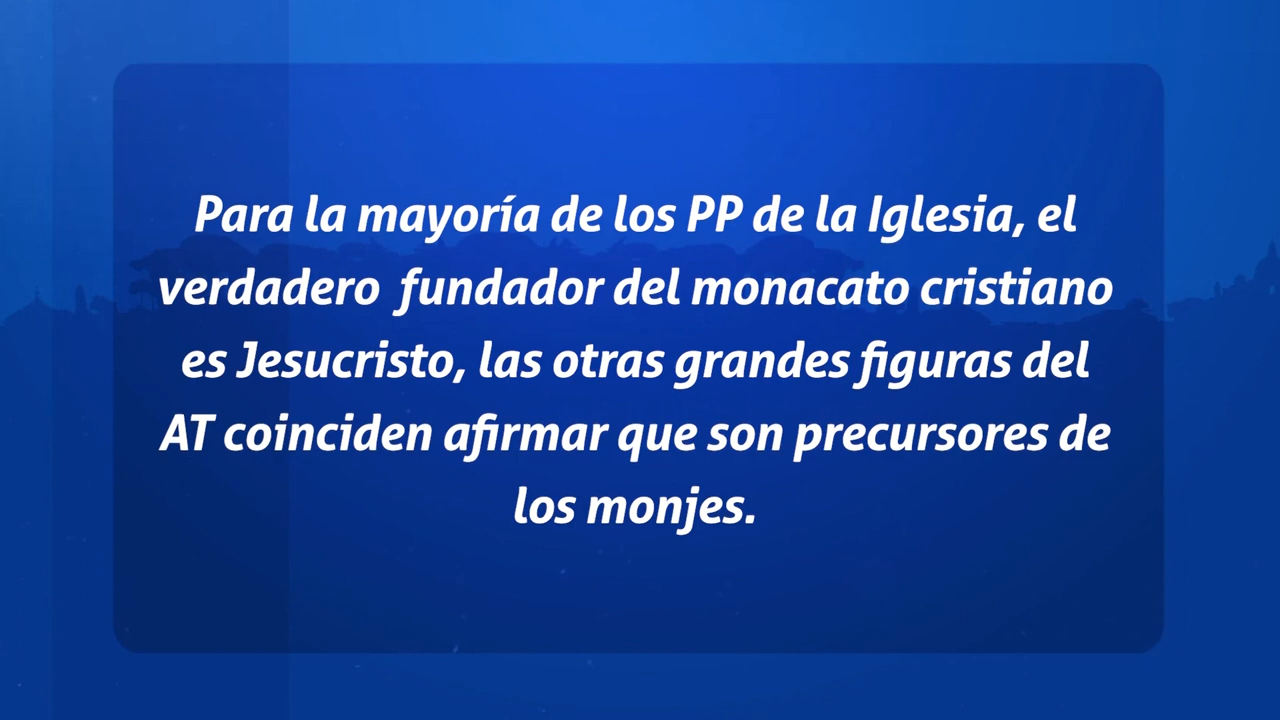 Para la mayoría de los PP de la Iglesia, el
verdadero  fundador del monacato cristiano
es Jesucristo, las otras grandes figuras del
AT coinciden afirmar que son precursores de
los monjes.